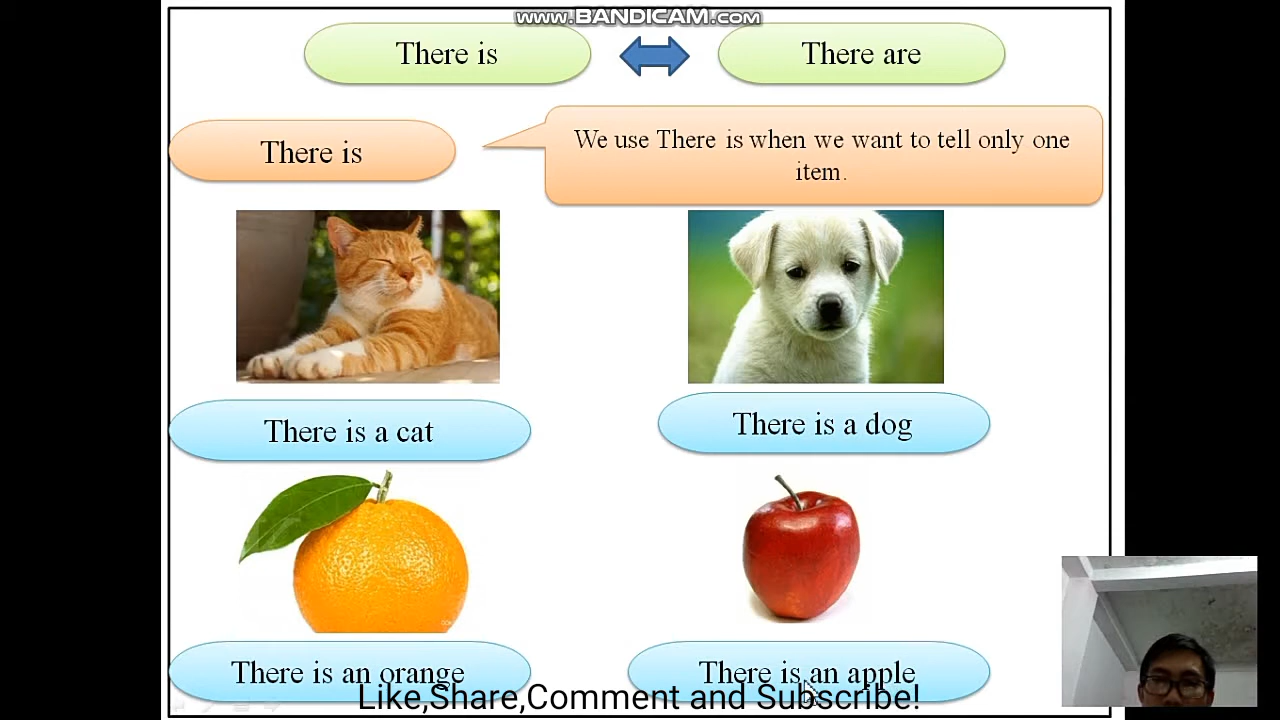 www.BANDICAM.com
There is
There are
There is
We use There is when we want to tell only one
item.
There is a cat
There is a dog
There is an orange
There is an apple
Like,Share,Comment and Subscribe!